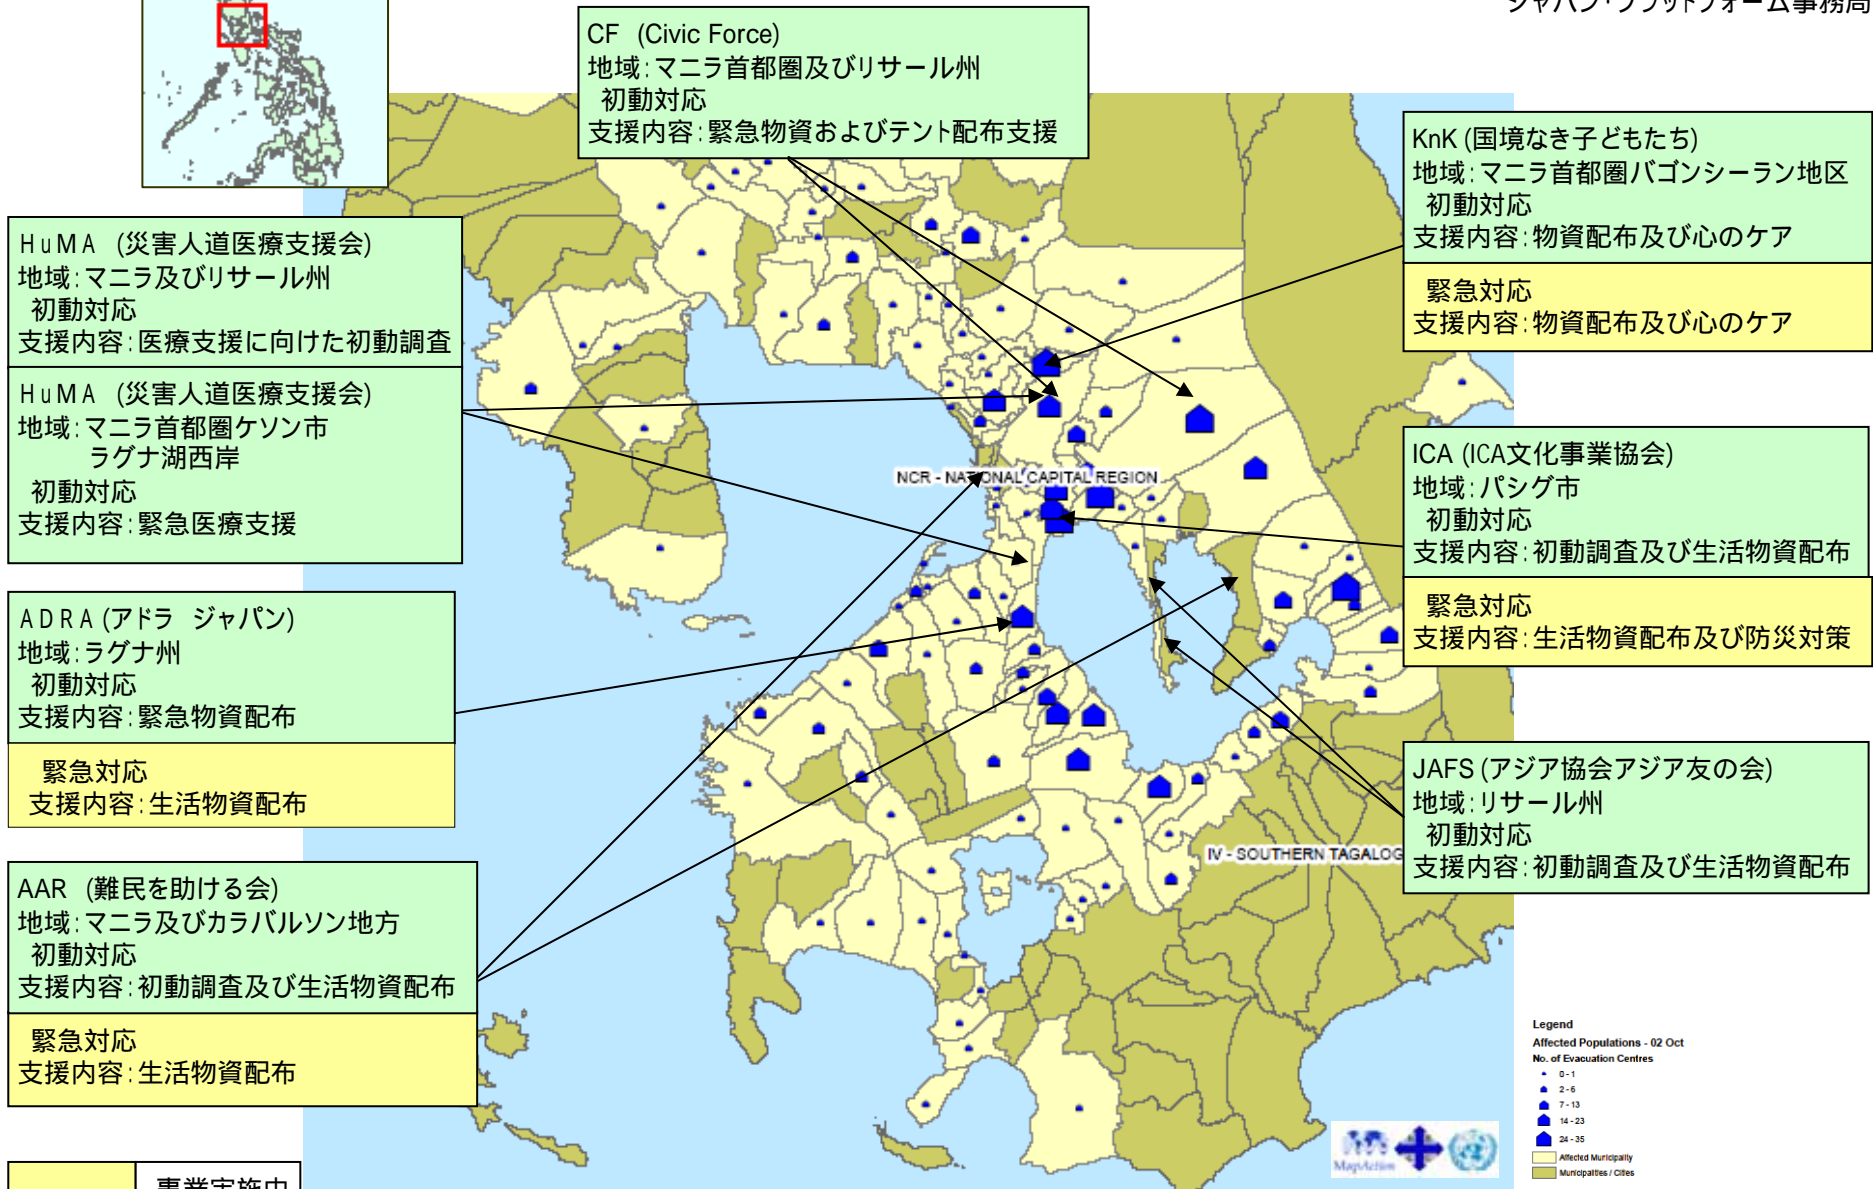 ジャパン・プラットフォーム事務局
CF (Civic Force)
地域：マニラ首都圏及びリサール州
初動対応
支援内容：緊急物資およびテント配布支援
KnK (国境なき子どもたち)
地域：マニラ首都圏バゴンシーラン地区
初動対応
支援内容：物資配布及び心のケア
緊急対応
支援内容：物資配布及び心のケア
HuMA (災害人道医療支援会)
地域：マニラ及びリサール州
初動対応
支援内容：医療支援に向けた初動調査
HuMA (災害人道医療支援会)
地域：マニラ首都圏ケソン市
ラグナ湖西岸
初動対応
支援内容：緊急医療支援
NCR - NATIONAL CAPITAL REGION
ICA (ICA文化事業協会)
地域：パシグ市
初動対応
支援内容：初動調査及び生活物資配布
緊急対応
支援内容：生活物資配布及び防災対策
ADRA (アドラ ジャパン)
地域：ラグナ州
初動対応
支援内容：緊急物資配布
緊急対応
支援内容：生活物資配布
JAFS (アジア協会アジア友の会)
地域：リサール州
初動対応
支援内容：初動調査及び生活物資配布
IV - SOUTHERN TAGALOG
AAR (難民を助ける会)
地域：マニラ及びカラバルソン地方
初動対応
支援内容：初動調査及び生活物資配布
緊急対応
支援内容：生活物資配布
Legend
Affected Populations - 02 Oct
No. of Evacuation Centres
0 - 1
2 - 6
7 - 13
14 - 23
24 - 35
Affected Municipality
Municipalities / Cities
MapAction
事業実施中